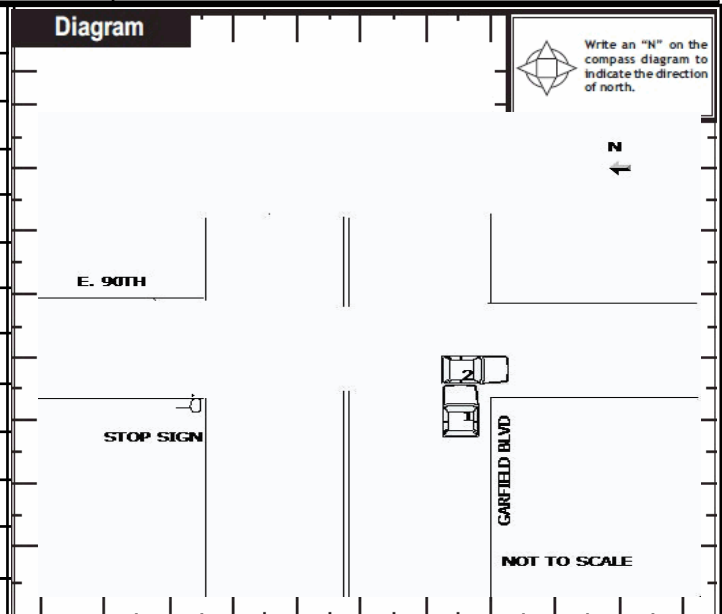 Diagram
Write an “N” on the
compass diagram to
indicate the direction
of north.
N
E. 90TH
2
1
STOP SIGN
GARFIELD BLVD
NOT TO SCALE